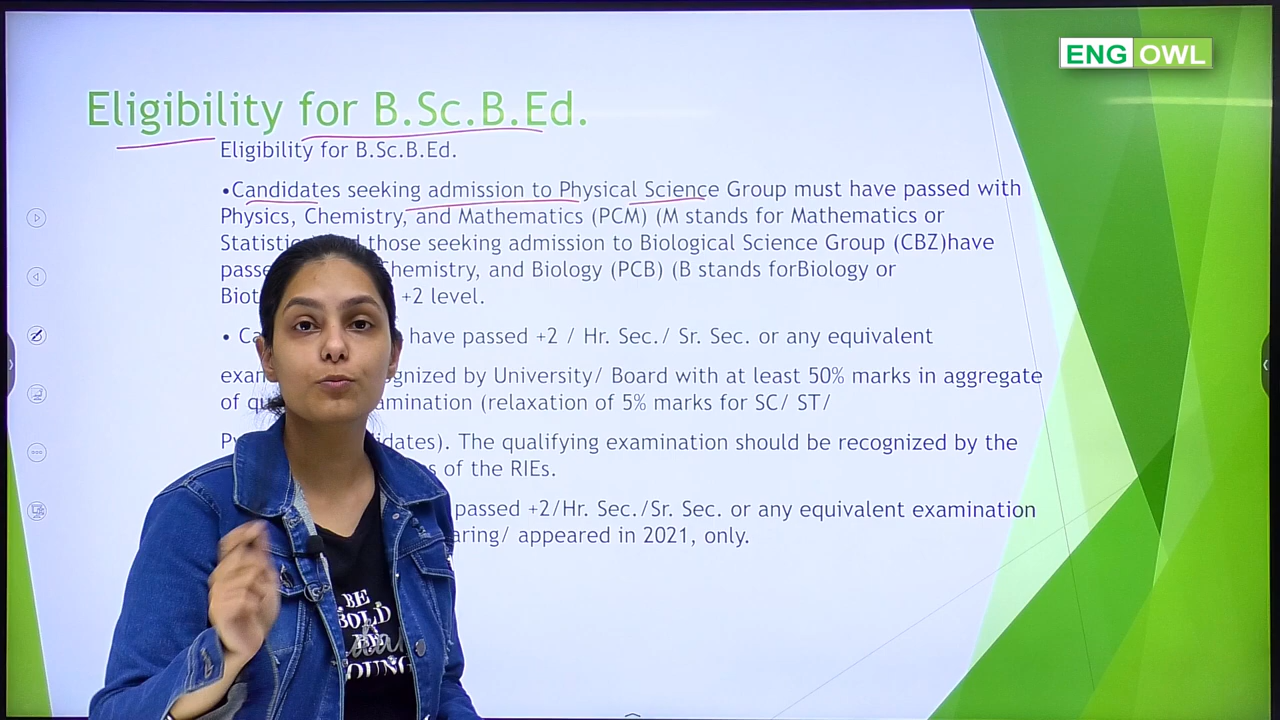 ENG OWL
Eligibility for B.Sc.B.Ed.
Eligibility for B.Sc.B.Ed.
•Candidates seeking admission to Physical Science Group must have passed with
Physics, Chemistry, and Mathematics (PCM) (M stands for Mathematics or
those seeking admission to Biological Science Group (CBZ)have
Chemistry, and Biology (PCB) (B stands forBiology or
+2 level.
• have passed +2 / Hr. Sec./ Sr. Sec. or any equivalent
by University/ Board with at least 50% marks in aggregate
of (relaxation of 5% marks for SC/ ST/
The qualifying examination should be recognized by the
of the RIEs.
passed +2/Hr. Sec./Sr. Sec. or any equivalent examination
appeared in 2021, only.
BE
BOLD
BE
YOUNG